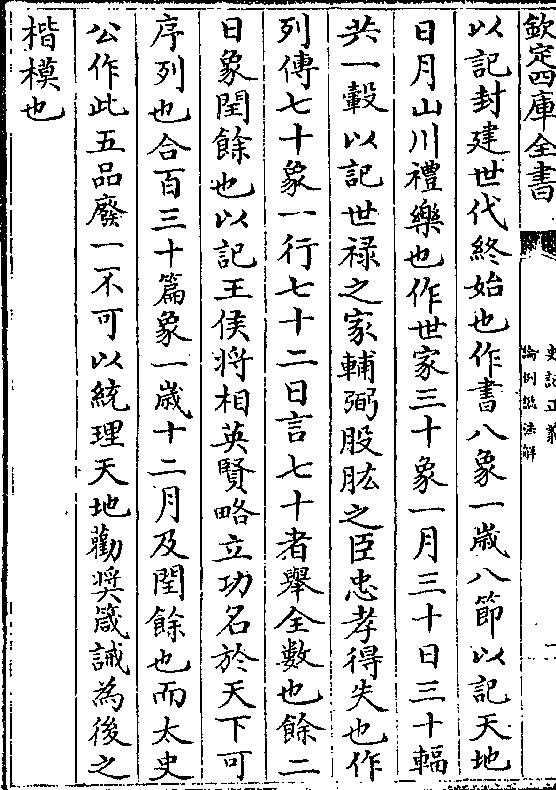 欽定四庫全書
史記正義
論例謚法解
以記封建世代終始也作書八象一歲八節以記天地
日月山川禮樂也作世家三十象一月三十日三十輻
共一轂以記世祿之家輔弼股肱之臣忠孝得失也作
列傳七十象一行七十二日言七十者舉全數也餘二
日象閏餘也以記王侯將相英賢略立功名於天下可
序列也合百三十篇象一歲十二月及閏餘也而太史
公作此五品廢一不可以統理天地勸奨箴誡為後之
楷模也